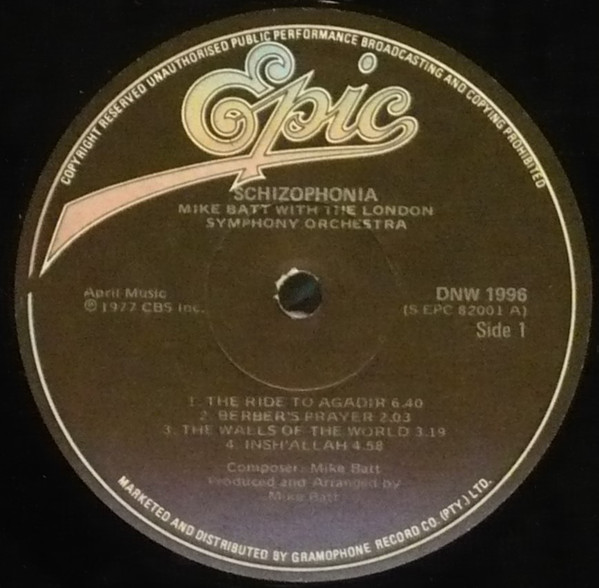 COPYRIGHT RESERVED UNAUTHORISED PUBLIC PERFORMANCE BROADCASTING AND COPYING PROHIBITED
Epic
SCHIZOPHONIA
MIKE BATT WITH THE LONDON
SYMPHONY ORCHESTRA
April Music
℗ 1977 CBS Inc.
DNW 1996
(S EPC 82001 A)
Side 1
1. THE RIDE TO AGADIR 6.40
2. BERBER'S PRAYER 2.03
3. THE WALLS OF THE WORLD 3.19
4. INSH'ALLAH 4.58
Composer: Mike Batt
Produced and Arranged by
Mike Batt
MARKETED AND DISTRIBUTED BY GRAMOPHONE RECORD CO. (PTY.) LTD.